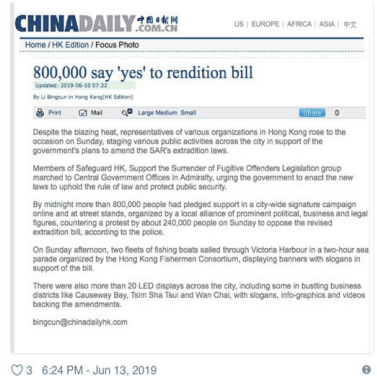 CHINADAILY 中国日报网
.COM.CN
US | EUROPE | AFRICA | ASIA | 中文
Home / HK Edition / Focus Photo
800,000 say 'yes' to rendition bill
Updated: 2019-06-10 07:22
By Li Bingcun in Hong Kong(HK Edition)
Print Mail Large Medium Small Share 0
Despite the blazing heat, representatives of various organizations in Hong Kong rose to the
occasion on Sunday, staging various public activities across the city in support of the
government's plans to amend the SAR's extradition laws.
Members of Safeguard HK, Support the Surrender of Fugitive Offenders Legislation group
marched to Central Government Offices in Admiralty, urging the government to enact the new
laws to uphold the rule of law and protect public security.
By midnight more than 800,000 people had pledged support in a city-wide signature campaign
online and at street stands, organized by a local alliance of prominent political, business and legal
figures, countering a protest by about 240,000 people on Sunday to oppose the revised
extradition bill, according to the police.
On Sunday afternoon, two fleets of fishing boats sailed through Victoria Harbour in a two-hour sea
parade organized by the Hong Kong Fishermen Consortium, displaying banners with slogans in
support of the bill.
There were also more than 20 LED displays across the city, including some in bustling business
districts like Causeway Bay, Tsim Sha Tsui and Wan Chai, with slogans, info-graphics and videos
backing the amendments.
bingcun@chinadailyhk.com
3 6:24 PM - Jun 13, 2019